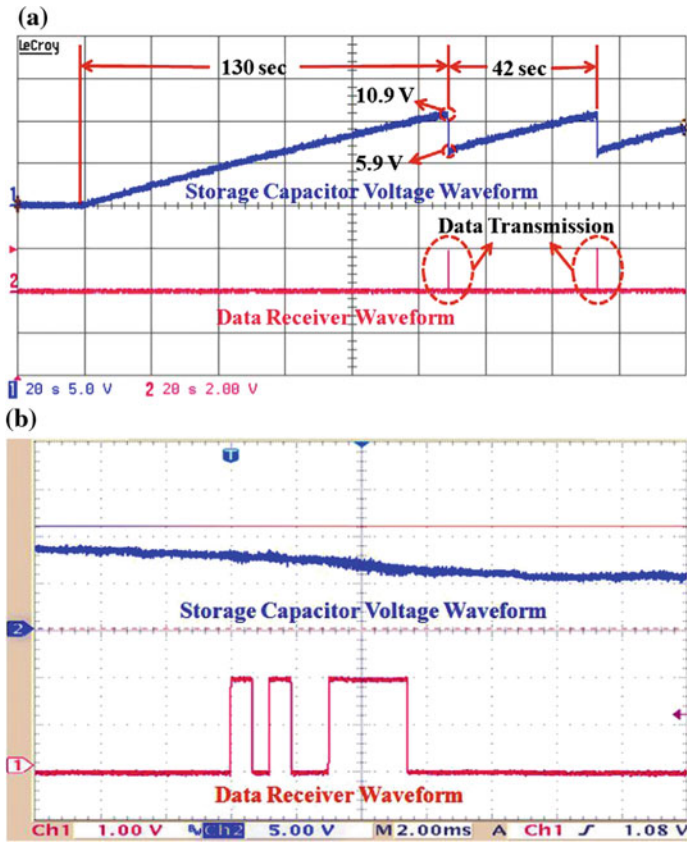 (a)
LeCroy
130 sec
42 sec
10.9 V
5.9 V
1
Storage Capacitor Voltage Waveform
Data Transmission
2
Data Receiver Waveform
1 20 s 5.0 V 2 20 s 2.00 V
(b)
T
Storage Capacitor Voltage Waveform
2
1
Data Receiver Waveform
Ch1 1.00 V Ch2 5.00 V M 2.00ms A Ch1 1.08 V